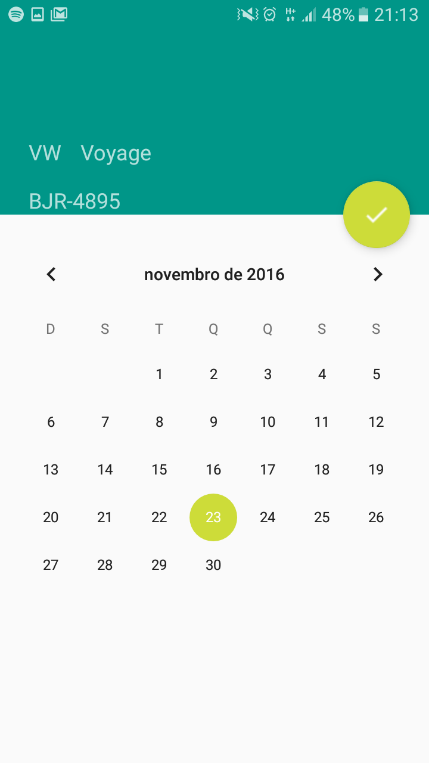 48% 21:13
VW Voyage
BJR-4895
novembro de 2016
D S T Q Q S S
1 2 3 4 5
6 7 8 9 10 11 12
13 14 15 16 17 18 19
20 21 22 23 24 25 26
27 28 29 30